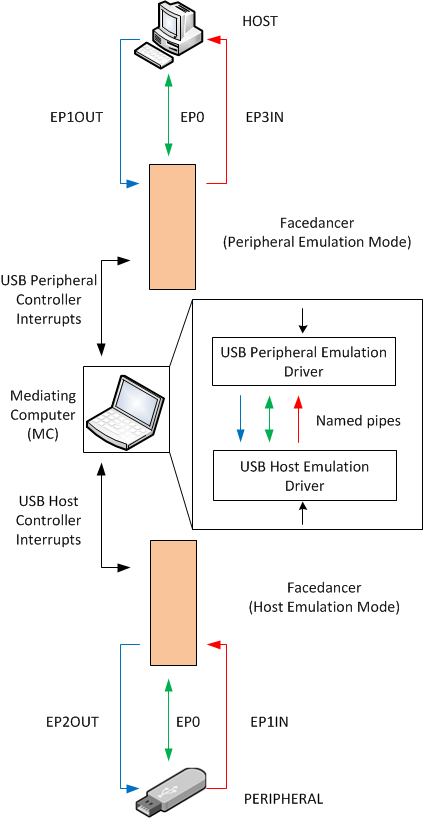 HOST
EP1OUT
EP0
EP3IN
Facedancer
(Peripheral Emulation Mode)
USB Peripheral
Controller
Interrupts
USB Peripheral Emulation
Driver
Mediating
Computer
(MC)
Named pipes
USB Host Emulation
Driver
USB Host
Controller
Interrupts
Facedancer
(Host Emulation Mode)
EP2OUT
EP0
EP1IN
PERIPHERAL